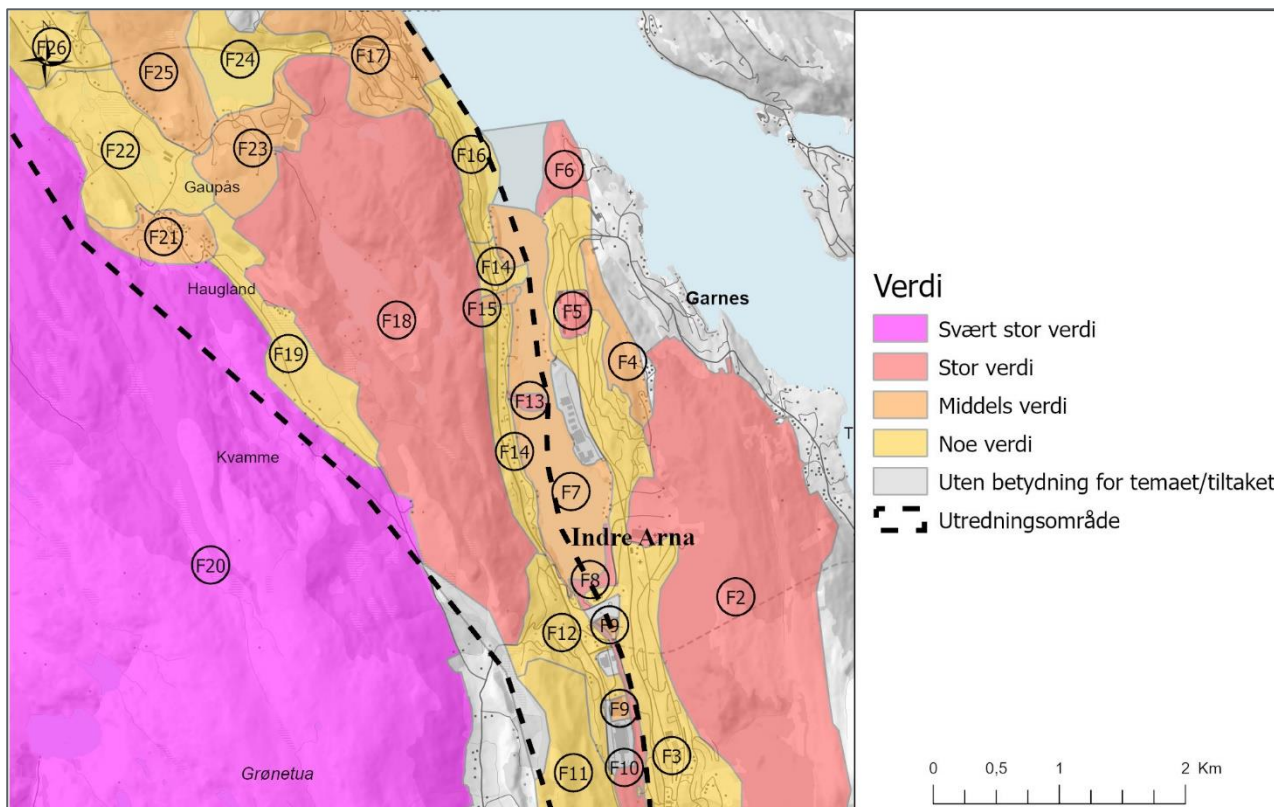 F26
F25
F24
F17
F22
F23
F16
F6
Gaupås
F21
F14
Haugland
F15
F5
Garnes
F18
F19
F4
F13
T
Kvamme
F14
F7
Indre Arna
F20
F8
F2
F12
F9
F9
F3
Grønetua
F11
F10
Verdi
Svært stor verdi
Stor verdi
Middels verdi
Noe verdi
Uten betydning for temaet/tiltaket
Utredningsområde
0 0,5 1 2 Km